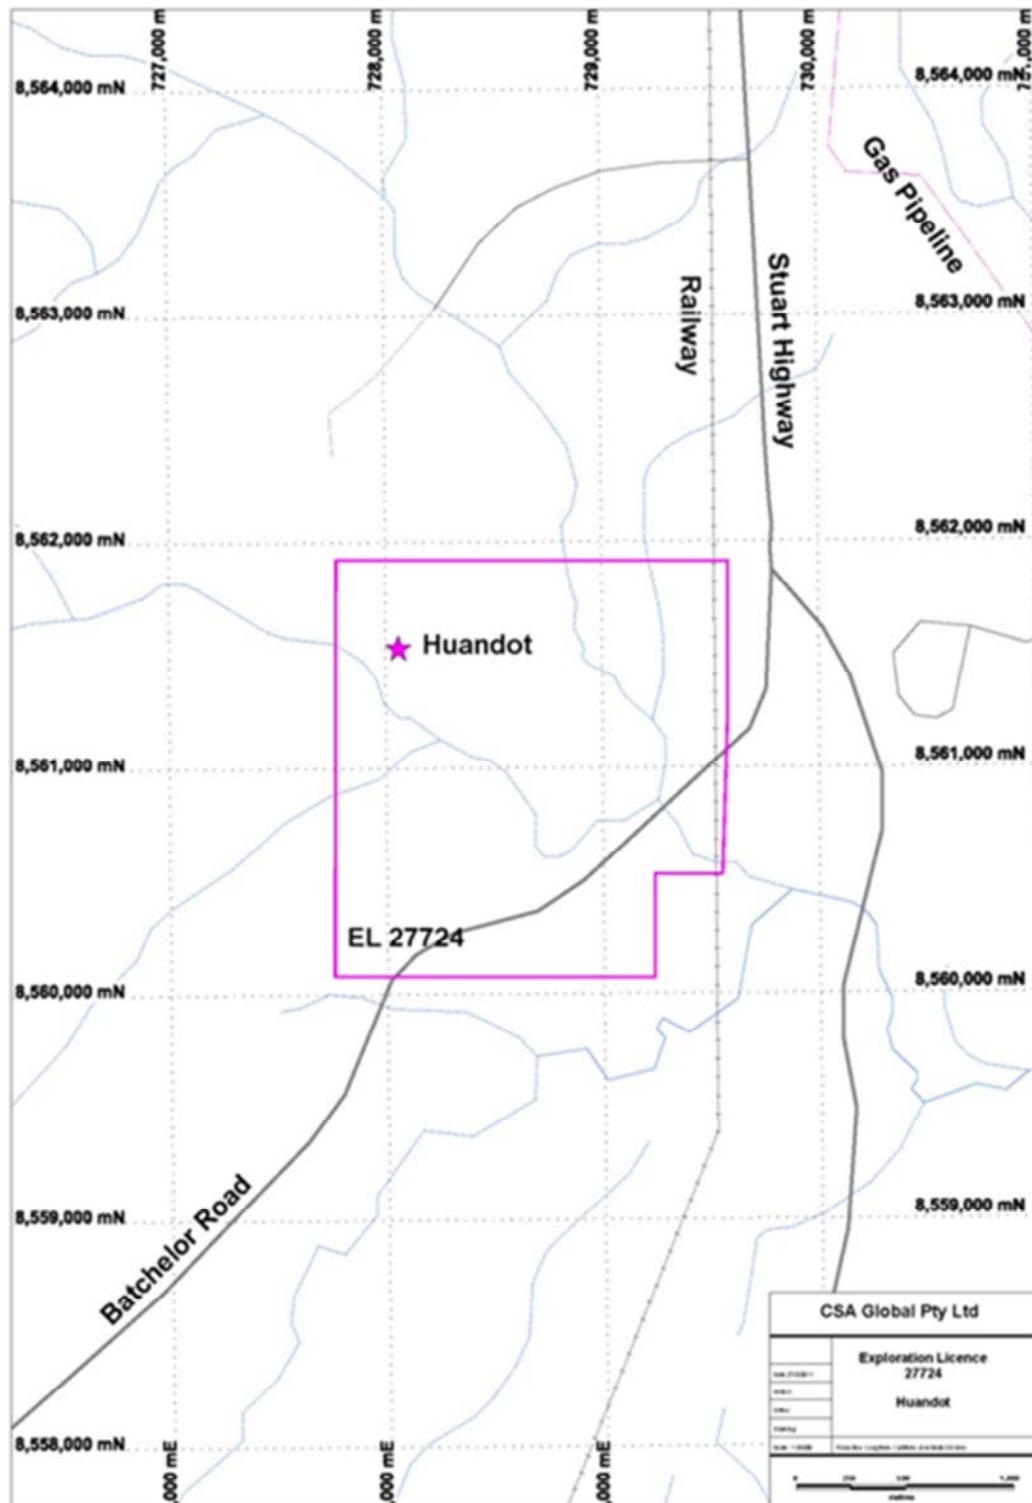 727,000 m
728,000 m
729,000 m
730,000 m
8,564,000 mN
8,564,000 mN
Gas Pipeline
Stuart Highway
Railway
8,563,000 mN
8,563,000 mN
8,562,000 mN
8,562,000 mN
Huandot
8,561,000 mN
8,561,000 mN
EL 27724
8,560,000 mN
8,560,000 mN
Batchelor Road
8,559,000 mN
8,559,000 mN
CSA Global Pty Ltd
Exploration Licence
27724
Huandot
8,558,000 mN
,000 mE
,000 mE
,000 mE